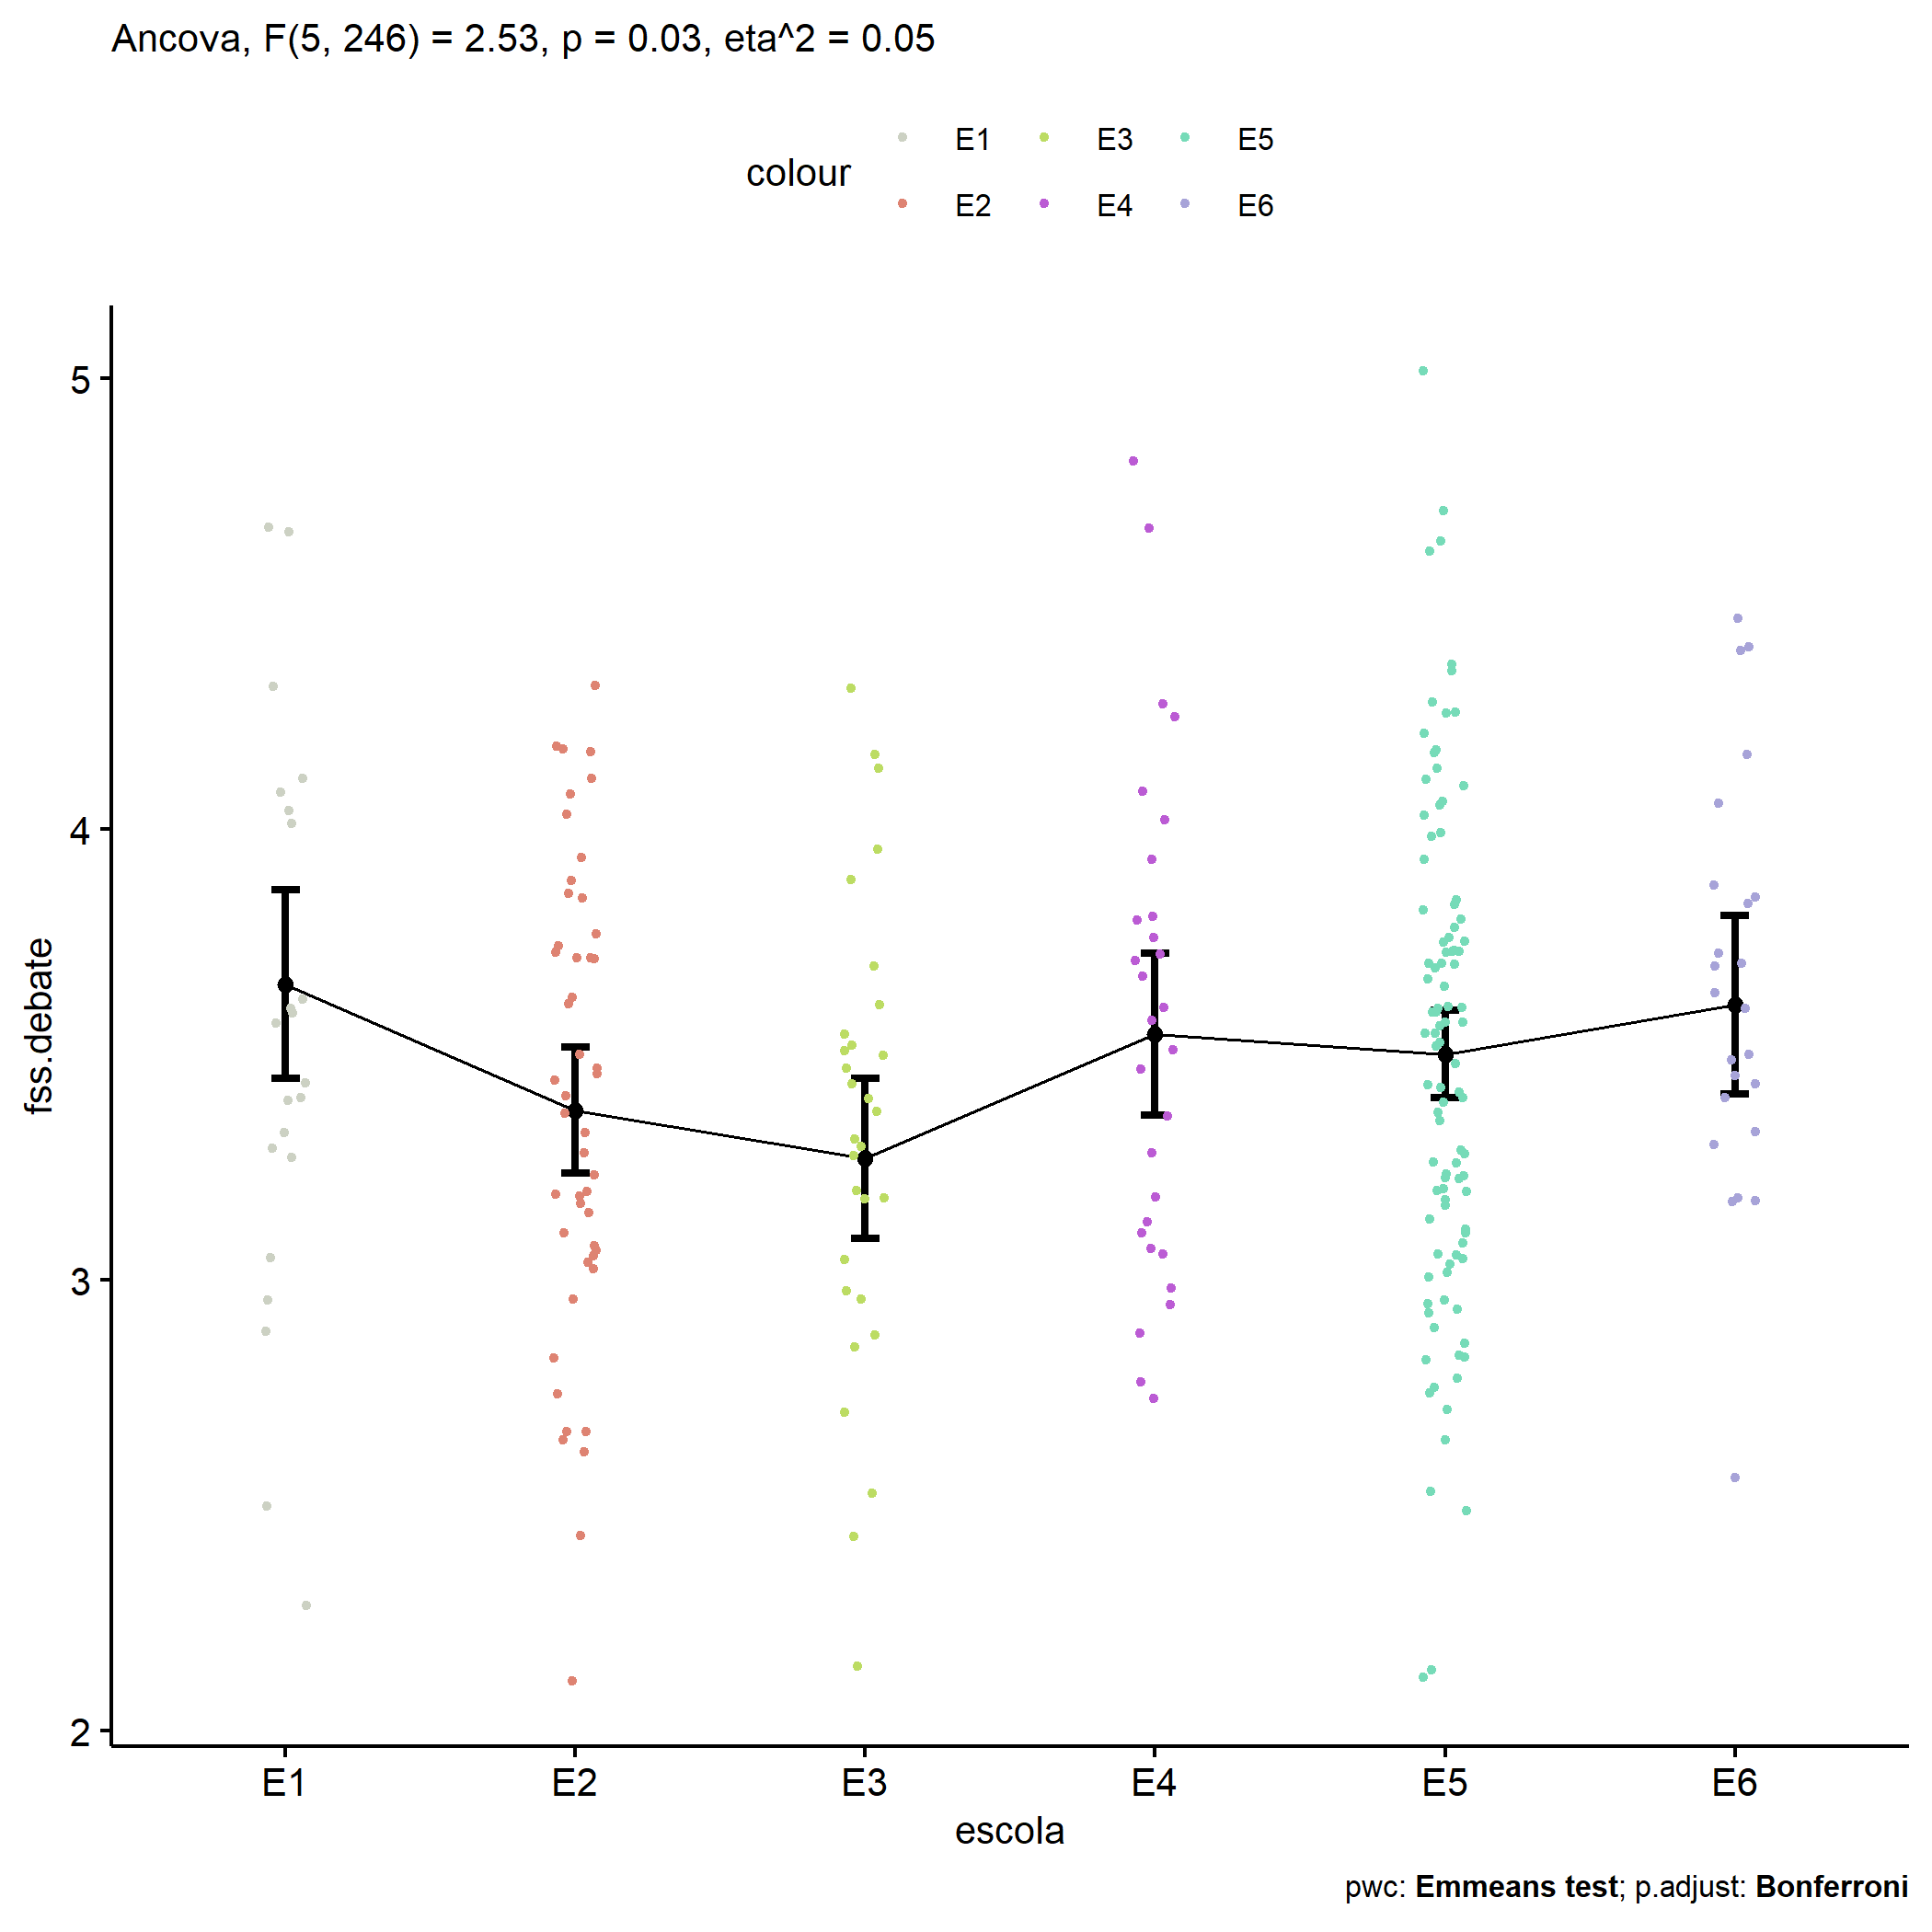 Ancova, F(5, 246) = 2.53, p = 0.03, eta^2 = 0.05
colour
E1 E3 E5
E2 E4 E6
fss.debate
5
4
3
2
E1 E2 E3 E4 E5 E6
escola
pwc: Emmeans test; p.adjust: Bonferroni